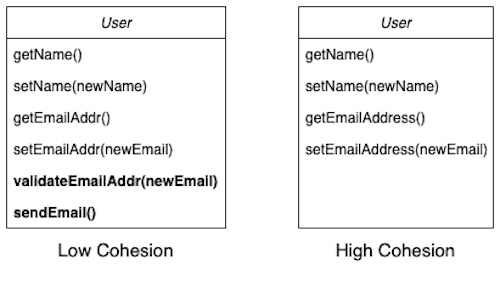 User
getName()
setName(newName)
getEmailAddr()
setEmailAddr(newEmail)
validateEmailAddr(newEmail)
sendEmail()
Low Cohesion
User
getName()
setName(newName)
getEmailAddress()
setEmailAddress(newEmail)
High Cohesion